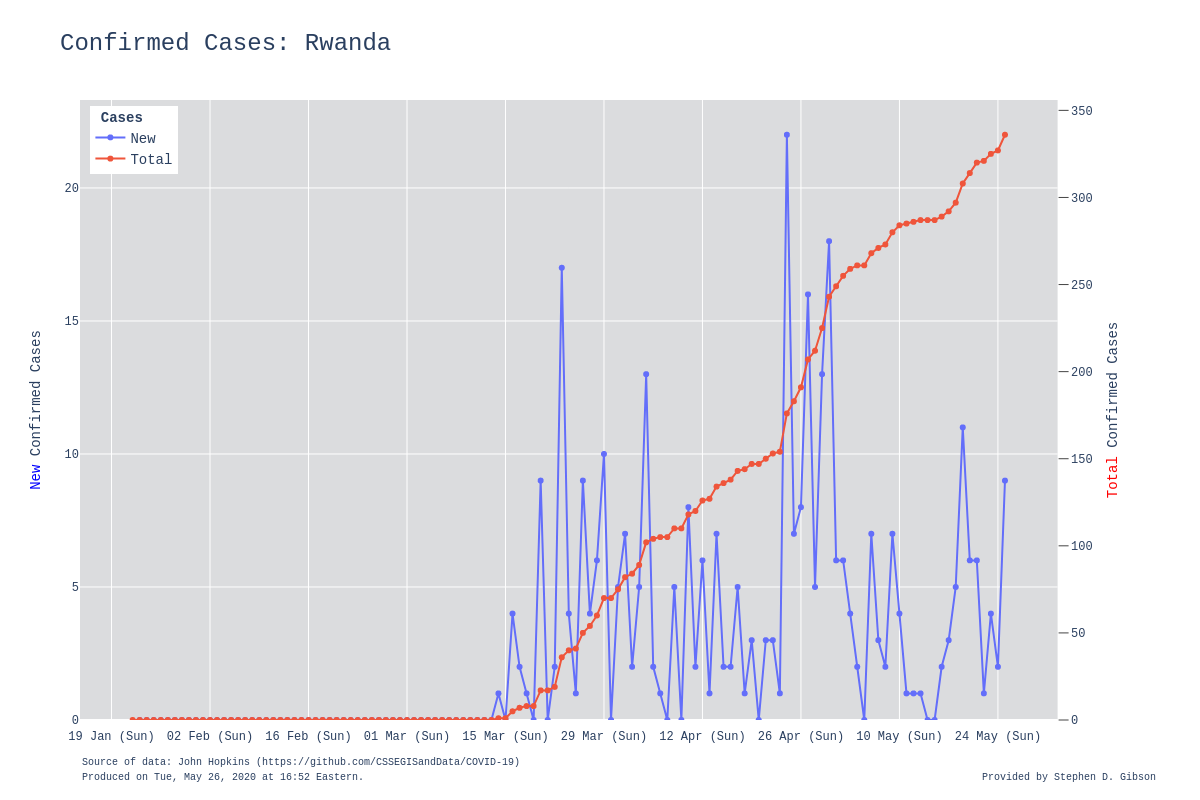 Confirmed Cases: Rwanda
Cases
New
Total
20
15
10
5
0
350
300
250
200
150
100
50
0
New Confirmed Cases
Total Confirmed Cases
19 Jan (Sun) 02 Feb (Sun) 16 Feb (Sun) 01 Mar (Sun) 15 Mar (Sun) 29 Mar (Sun) 12 Apr (Sun) 26 Apr (Sun) 10 May (Sun) 24 May (Sun)
Source of data: John Hopkins (https://github.com/CSSEGISandData/COVID-19)
Produced on Tue, May 26, 2020 at 16:52 Eastern.
Provided by Stephen D. Gibson